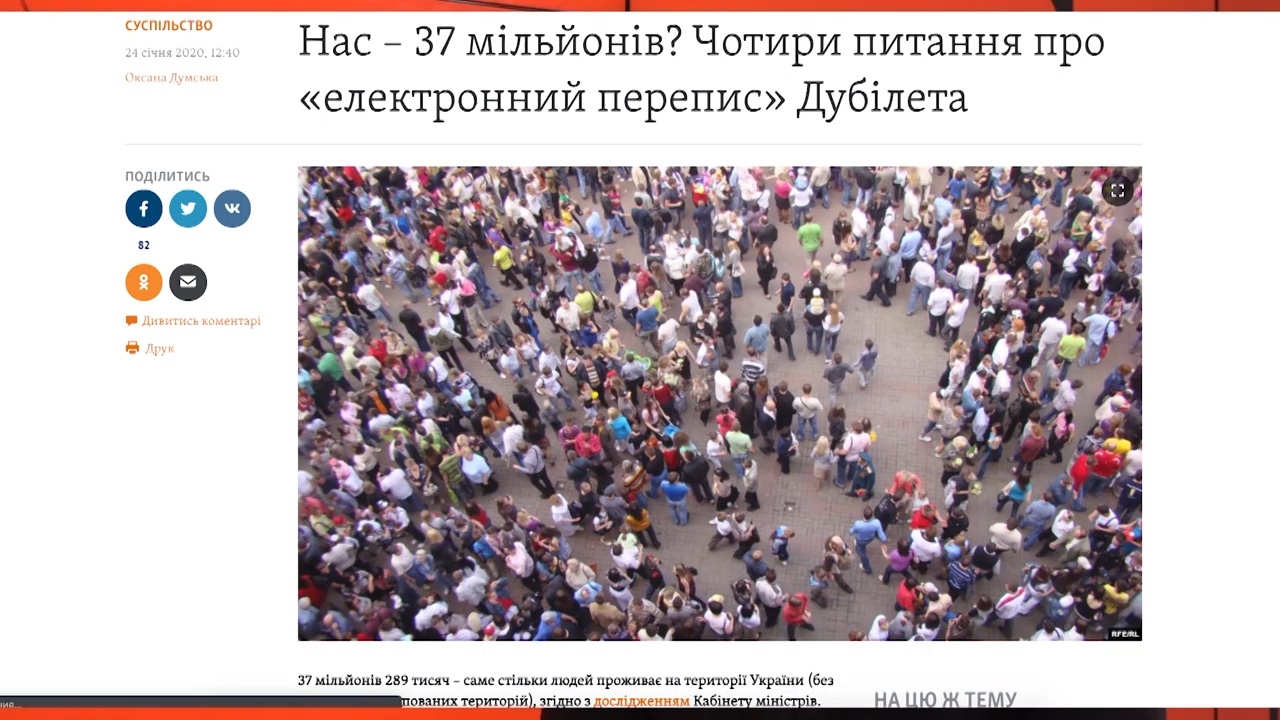 СУСПІЛЬСТВО
24 січня 2020, 12:40
Оксана Думська
Нас – 37 мільйонів? Чотири питання про
«електронний перепис» Дубілета
ПОДІЛИТИСЬ
82
Дивитись коментарі
Друк
RFE/RL
37 мільйонів 289 тисяч – саме стільки людей проживає на території України (без
територій), згідно з дослідженням Кабінету міністрів.
НА ЦЮ Ж ТЕМУ